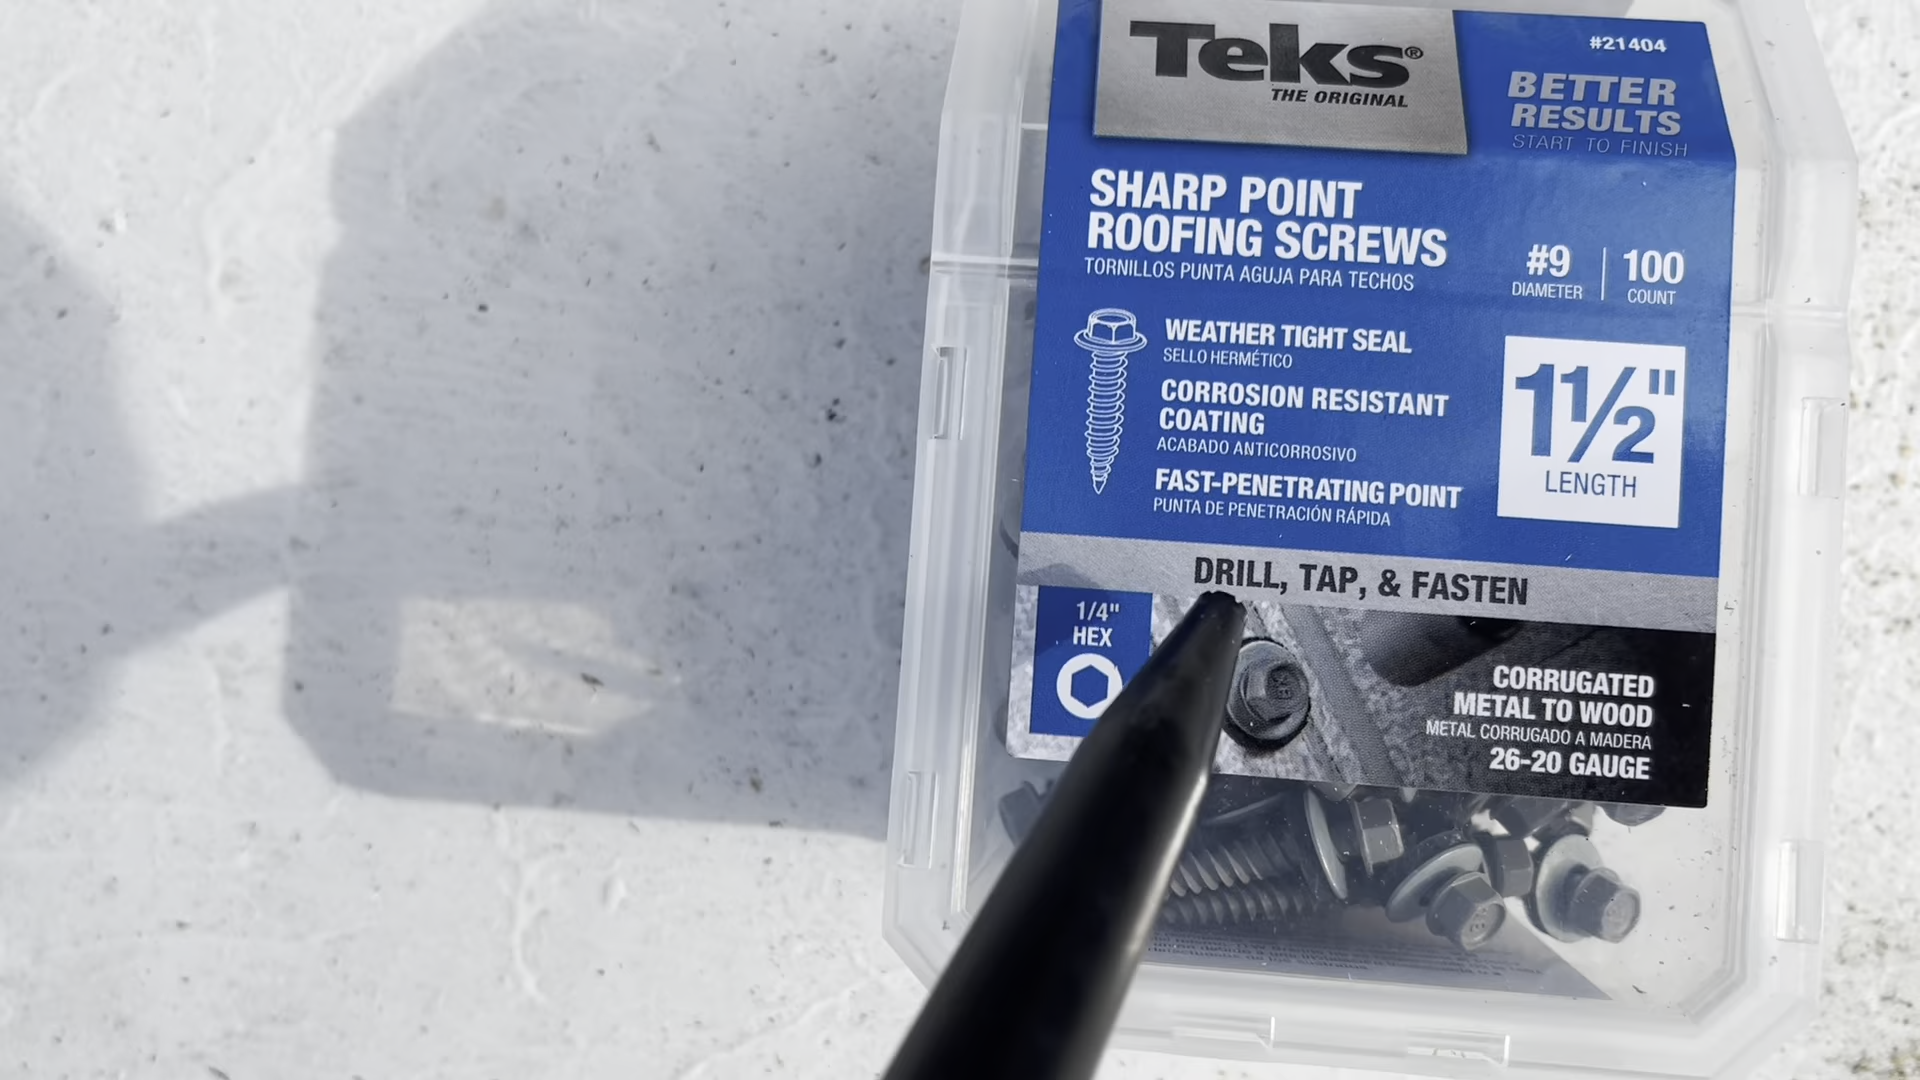 Teks®
THE ORIGINAL
#21404
BETTER
RESULTS
START TO FINISH
SHARP POINT
ROOFING SCREWS
TORNILLOS PUNTA AGUJA PARA TECHOS
#9
DIAMETER
100
COUNT
WEATHER TIGHT SEAL
SELLO HERMÉTICO
CORROSION RESISTANT
COATING
ACABADO ANTICORROSIVO
FAST-PENETRATING POINT
PUNTA DE PENETRACIÓN RÁPIDA
1 1/2"
LENGTH
DRILL, TAP, & FASTEN
1/4"
HEX
CORRUGATED
METAL TO WOOD
METAL CORRUGADO A MADERA
26-20 GAUGE